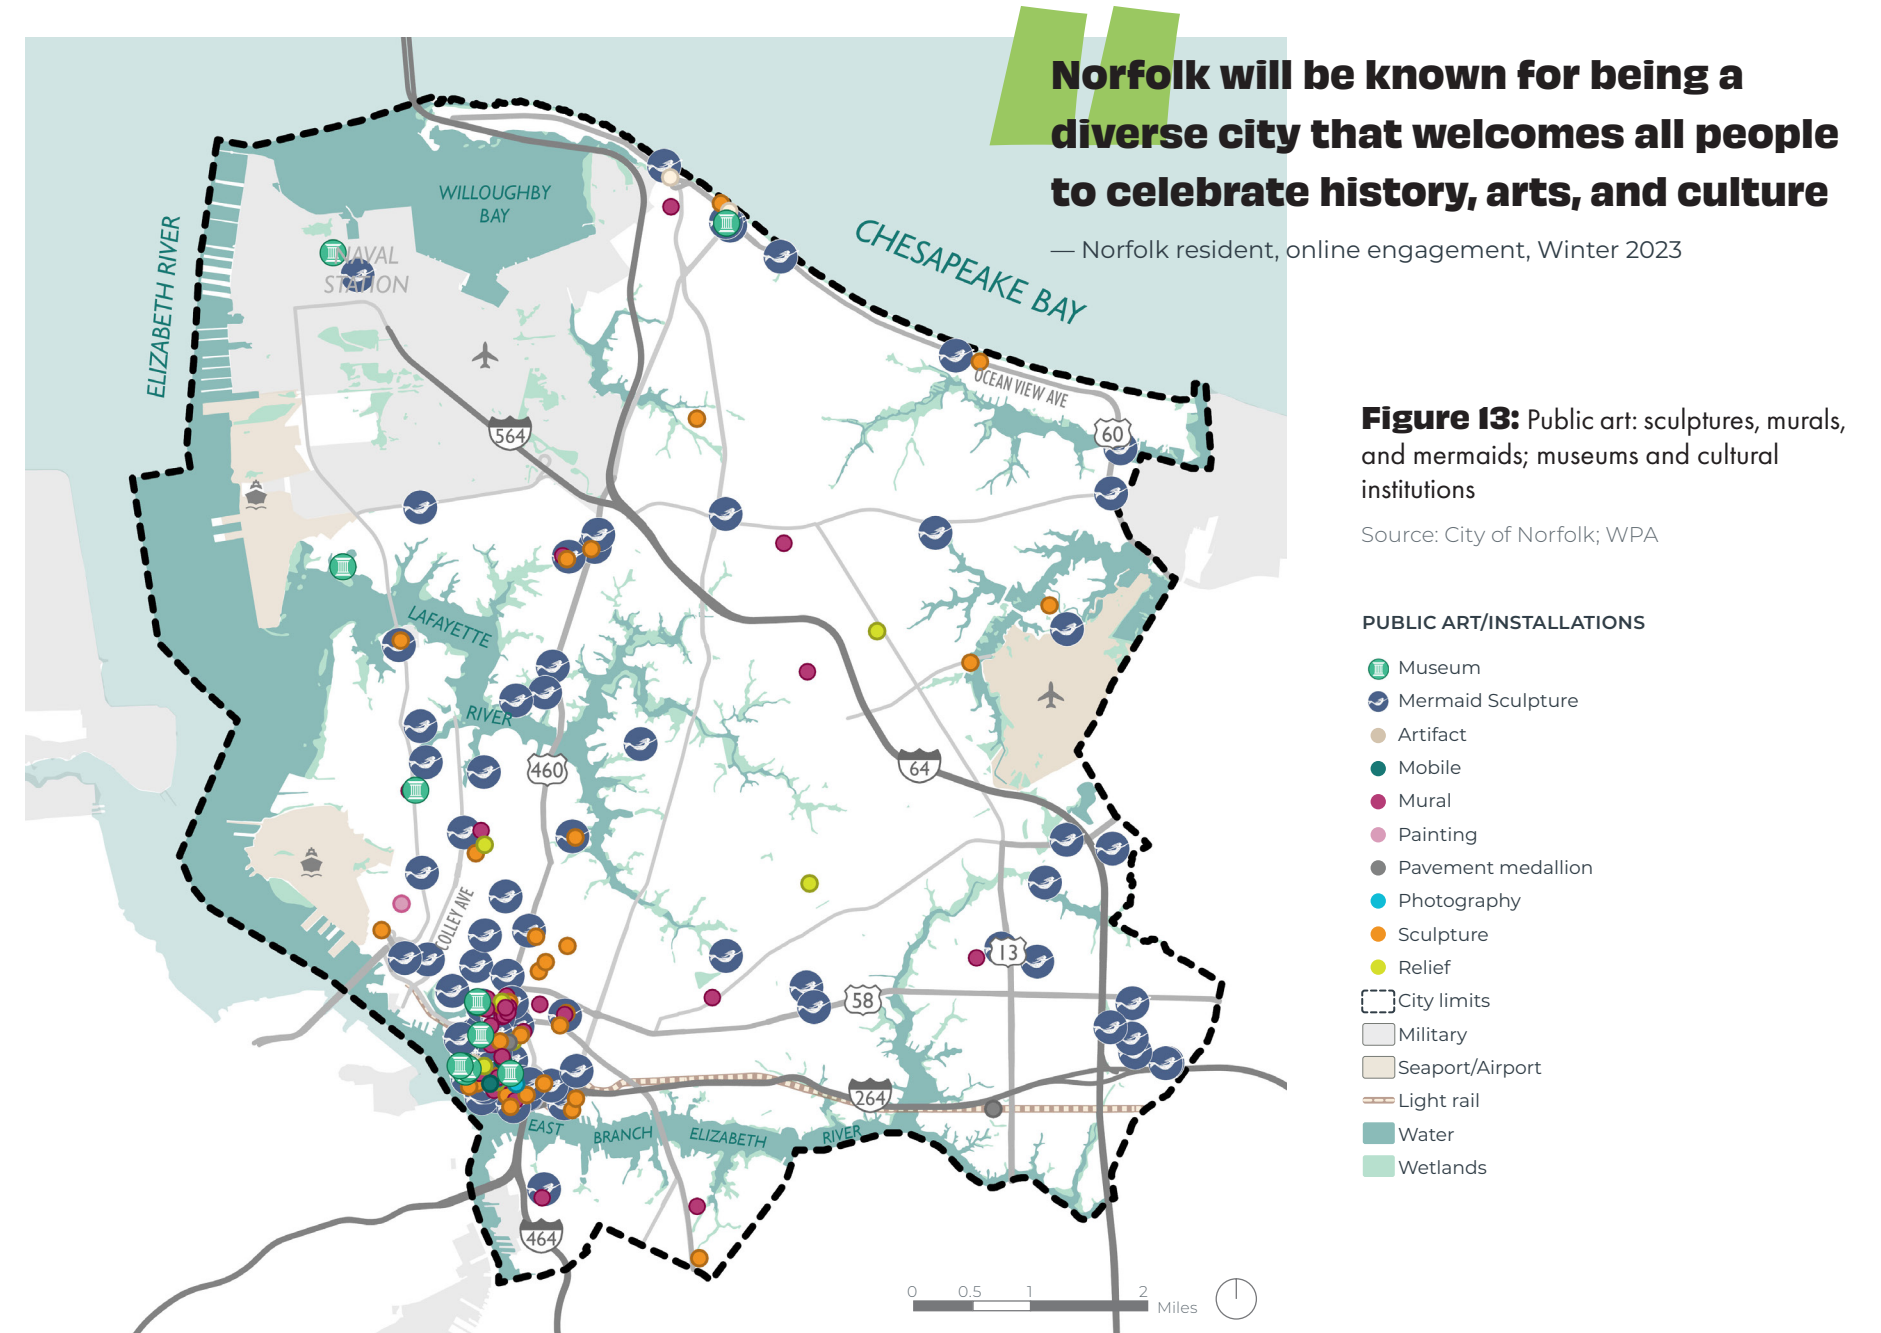 Norfolk will be known for being a
diverse city that welcomes all people
to celebrate history, arts, and culture
— Norfolk resident, online engagement, Winter 2023
WILLOUGHBY
BAY
ELIZABETH RIVER
NAVAL
STATION
CHESAPEAKE BAY
OCEAN VIEW AVE
60
564
LAFAYETTE
RIVER
460
64
COLLEY AVE
13
58
264
EAST
BRANCH
ELIZABETH
RIVER
464
0 0.5 1 2
Miles
Figure 13: Public art: sculptures, murals,
and mermaids; museums and cultural
institutions
Source: City of Norfolk; WPA
PUBLIC ART/INSTALLATIONS
Museum
Mermaid Sculpture
Artifact
Mobile
Mural
Painting
Pavement medallion
Photography
Sculpture
Relief
City limits
Military
Seaport/Airport
Light rail
Water
Wetlands